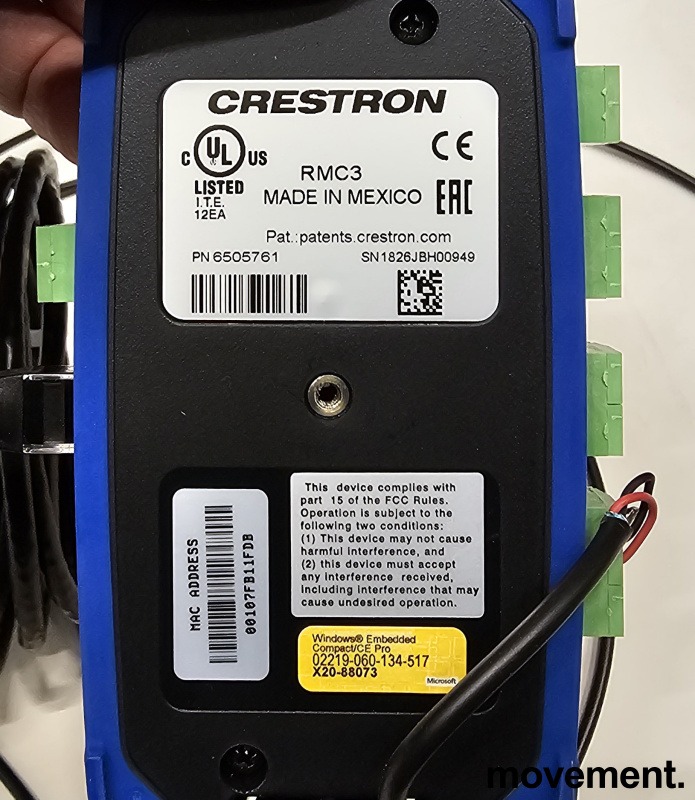 CRESTRON
C UL US
LISTED
I.T.E.
12EA
CE
RMC3
MADE IN MEXICO
EAC
Pat.:patents.crestron.com
PN 6505761
SN1826JBH00949
MAC ADDRESS
00107FB11FDB
This device complies with
part 15 of the FCC Rules.
Operation is subject to the
following two conditions:
(1) This device may not cause
harmful interference, and
(2) this device must accept
any interference received,
including interference that may
cause undesired operation.
Windows® Embedded
Compact/CE Pro
02219-060-134-517
X20-88073
Microsoft
movement.